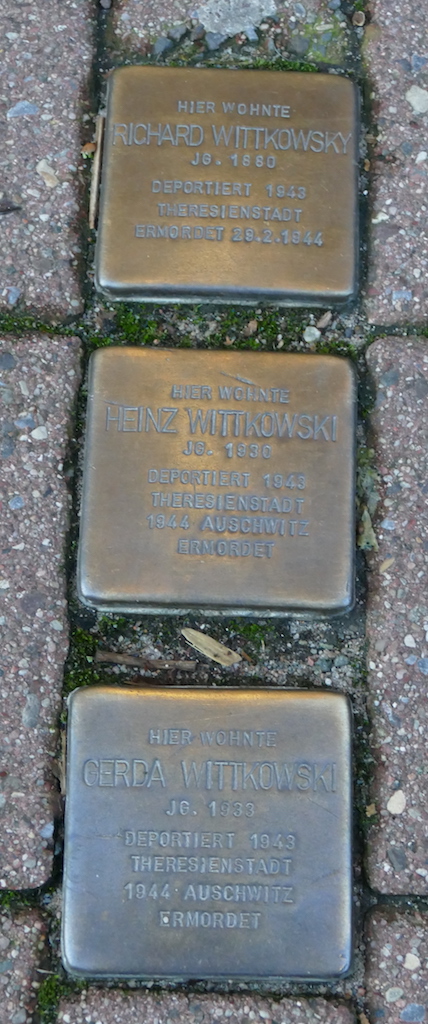 HIER WOHNTE
RICHARD WITTKOWSKY
JG. 1880
DEPORTIERT 1943
THERESIENSTADT
ERMORDET 29.2.1944
HIER WOHNTE
HEINZ WITTKOWSKI
JG. 1930
DEPORTIERT 1943
THERESIENSTADT
1944 AUSCHWITZ
ERMORDET
HIER WOHNTE
GERDA WITTKOWSKI
JG. 1933
DEPORTIERT 1943
THERESIENSTADT
1944 AUSCHWITZ
ERMORDET